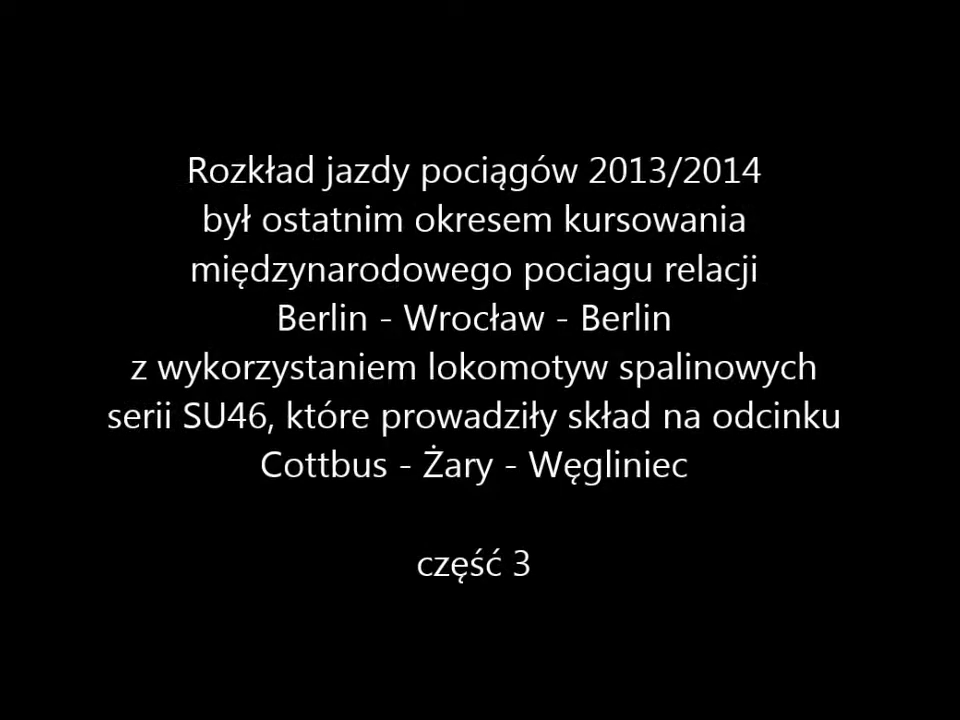 Rozkład jazdy pociągów 2013/2014
był ostatnim okresem kursowania
międzynarodowego pociagu relacji
Berlin - Wrocław - Berlin
z wykorzystaniem lokomotyw spalinowych
serii SU46, które prowadziły skład na odcinku
Cottbus - Żary - Węgliniec
część 3